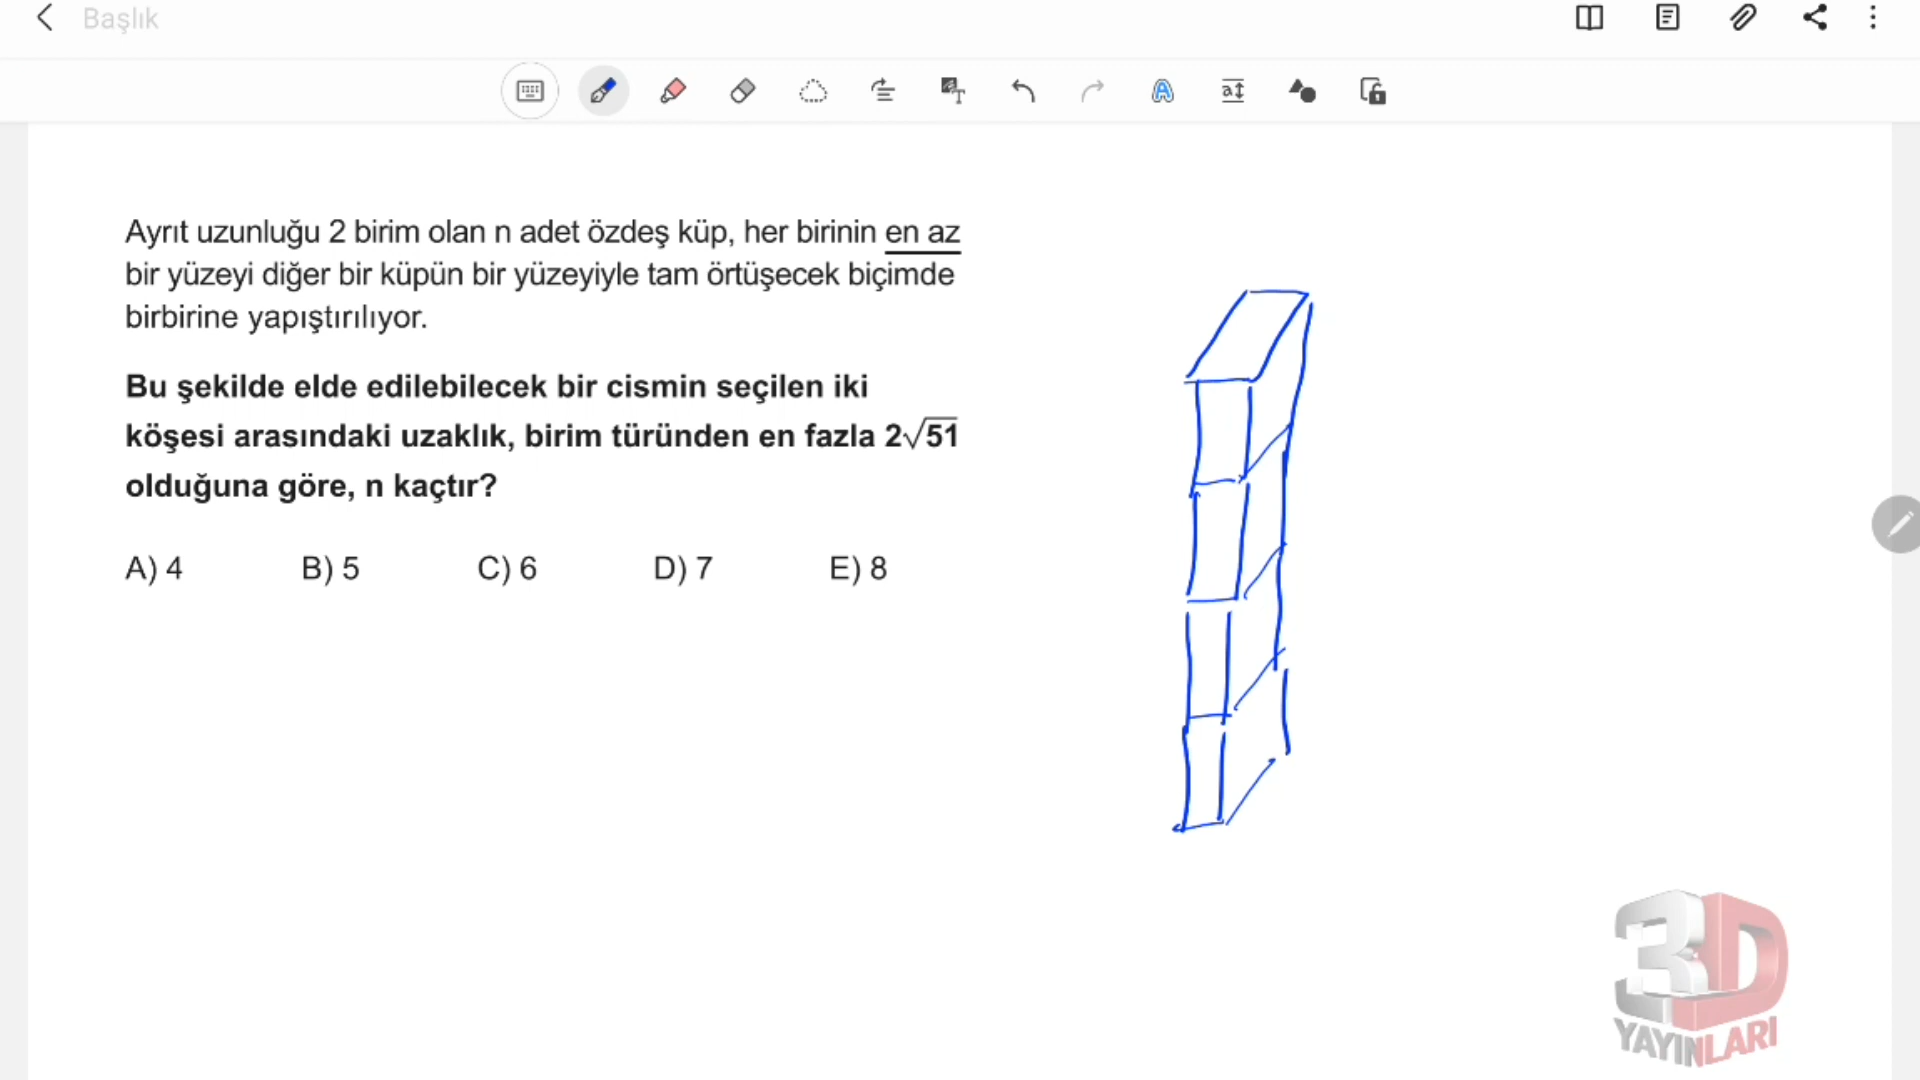 Başlık
Ayrıt uzunluğu 2 birim olan n adet özdeş küp, her birinin en az
bir yüzeyi diğer bir küpün bir yüzeyiyle tam örtüşecek biçimde
birbirine yapıştırılıyor.
Bu şekilde elde edilebilecek bir cismin seçilen iki
köşesi arasındaki uzaklık, birim türünden en fazla 2√51
olduğuna göre, n kaçtır?
A) 4 B) 5 C) 6 D) 7 E) 8
3D
YAYINLARI